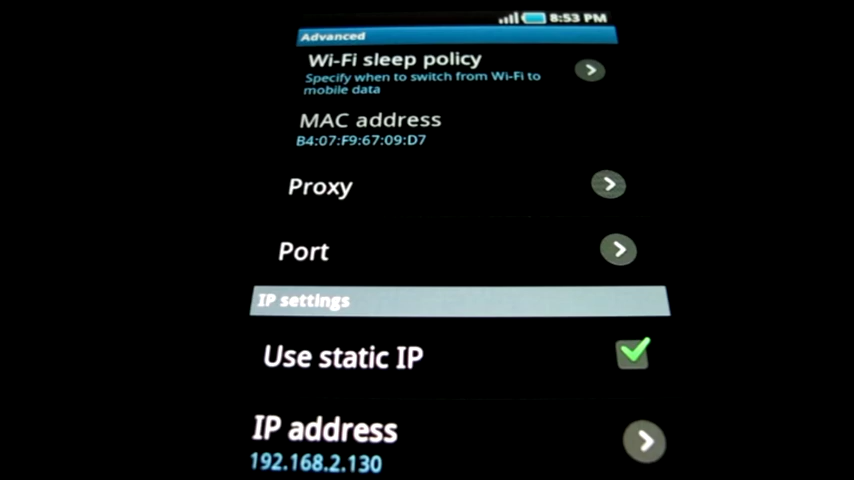 8:53 PM
Advanced
Wi-Fi sleep policy
Specify when to switch from Wi-Fi to
mobile data
MAC address
B4:07:F9:67:09:D7
Proxy
Port
IP settings
Use static IP
IP address
192.168.2.130